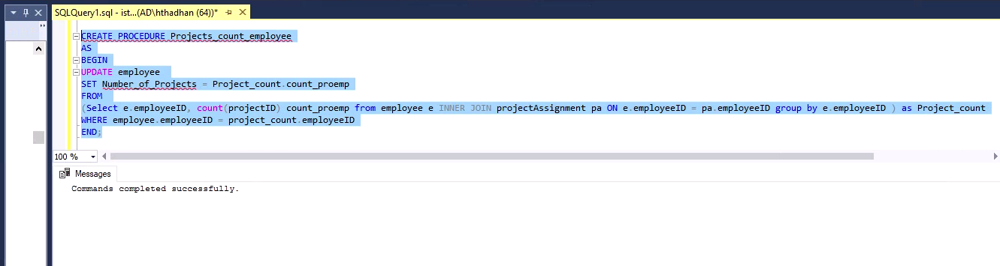 SQLQuery1.sql - ist...(AD\hthadhan (64))*
CREATE PROCEDURE Projects_count_employee
AS
BEGIN
UPDATE employee
SET Number_of_Projects = Project_count.count_proemp
FROM
(Select e.employeeID, count(projectID) count_proemp from employee e INNER JOIN projectAssignment pa ON e.employeeID = pa.employeeID group by e.employeeID ) as Project_count
WHERE employee.employeeID = project_count.employeeID
END;
100 %
Messages
Commands completed successfully.